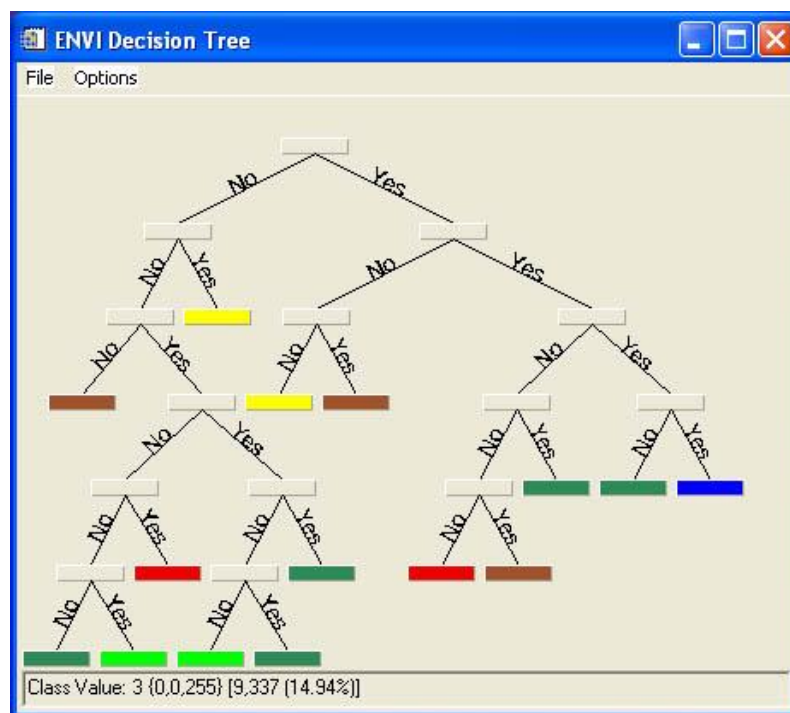 ENVI Decision Tree
File Options
No Yes
No Yes No Yes
No Yes No Yes No Yes
No Yes No Yes No Yes
No Yes No Yes No Yes
No Yes No Yes
Class Value: 3 {0,0,255} [9,337 (14.94%)]